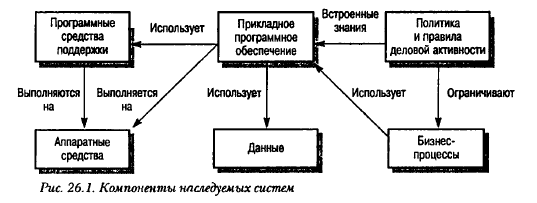 Программные
средства
поддержки
Использует
Прикладное
программное
обеспечение
Встроенные
знания
Политика
и правила
деловой активности
Выполняются
на
Выполняется
на
Использует
Использует
Ограничивают
Аппаратные
средства
Данные
Бизнес-
процессы
Рис. 26.1. Компоненты наследуемых систем